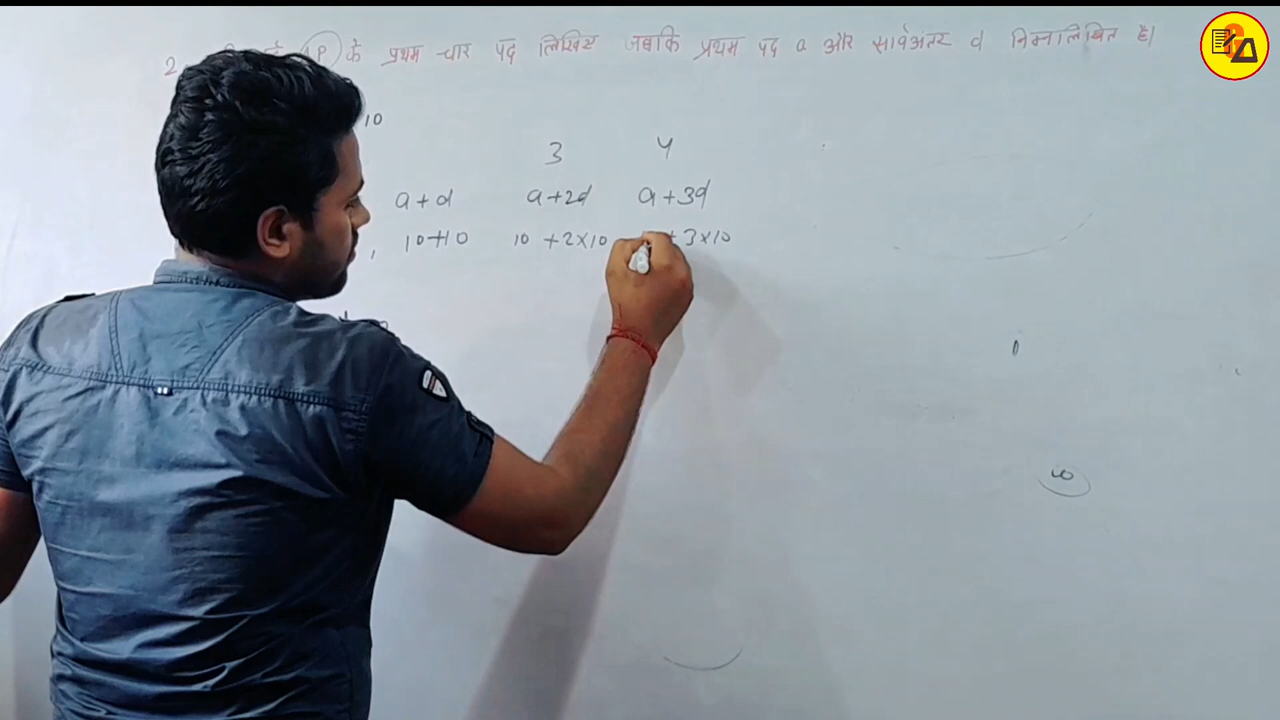 2 AP के प्रथम चार पद लिखिए जबकि प्रथम पद a और सार्वअंतर d निम्नलिखित है।
10
3 4
a+d a+2d a+3d
, 10+10 10+2×10 + 3×10